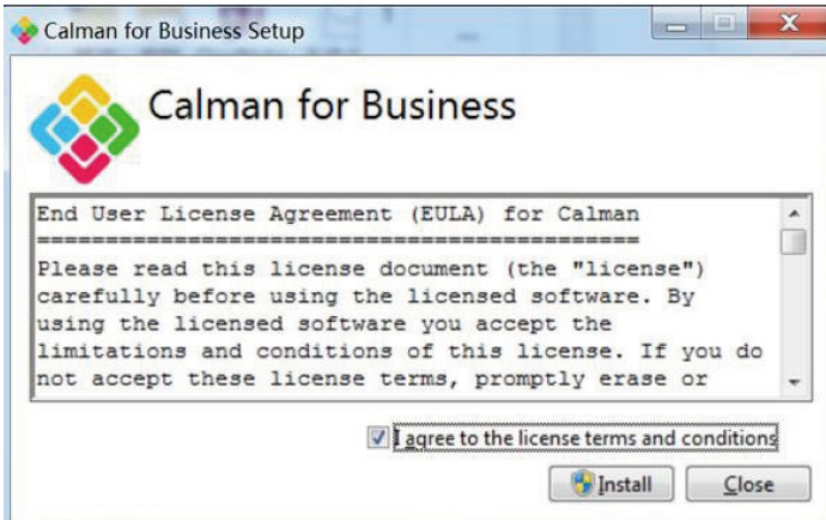 Calman for Business Setup
Calman for Business
End User License Agreement (EULA) for Calman
===========================================
Please read this license document (the "license")
carefully before using the licensed software. By
using the licensed software you accept the
limitations and conditions of this license. If you do
not accept these license terms, promptly erase or
I agree to the license terms and conditions
Install
Close